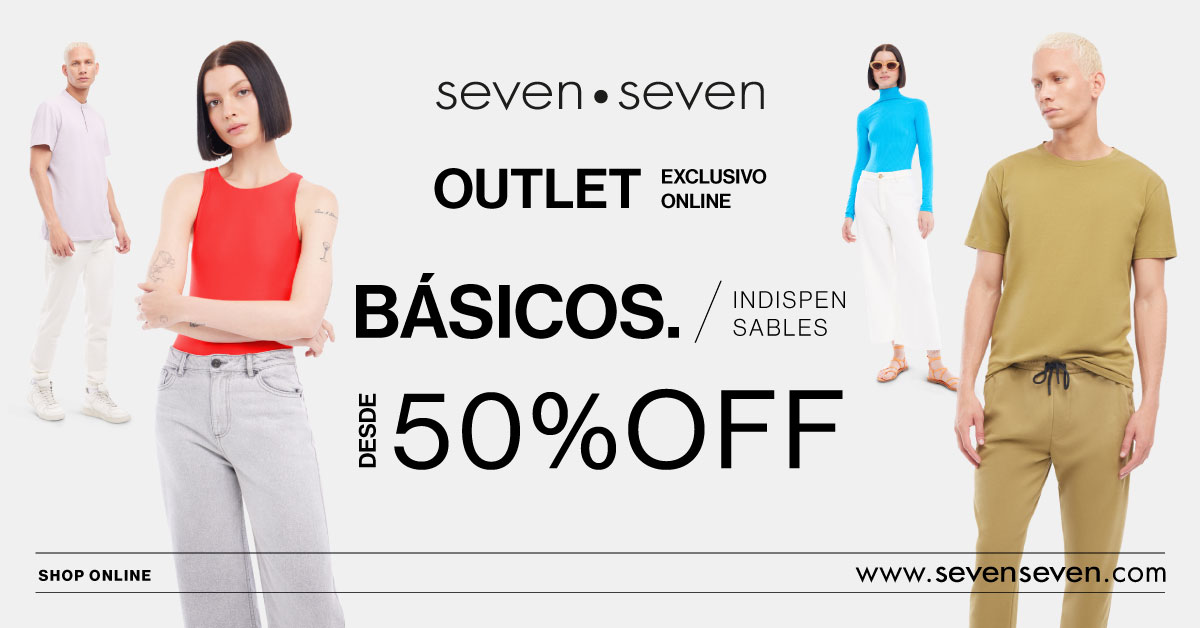 seven•seven
OUTLET EXCLUSIVO
ONLINE
BÁSICOS. / INDISPEN
SABLES
DESDE 50%OFF
SHOP ONLINE
www.sevenseven.com